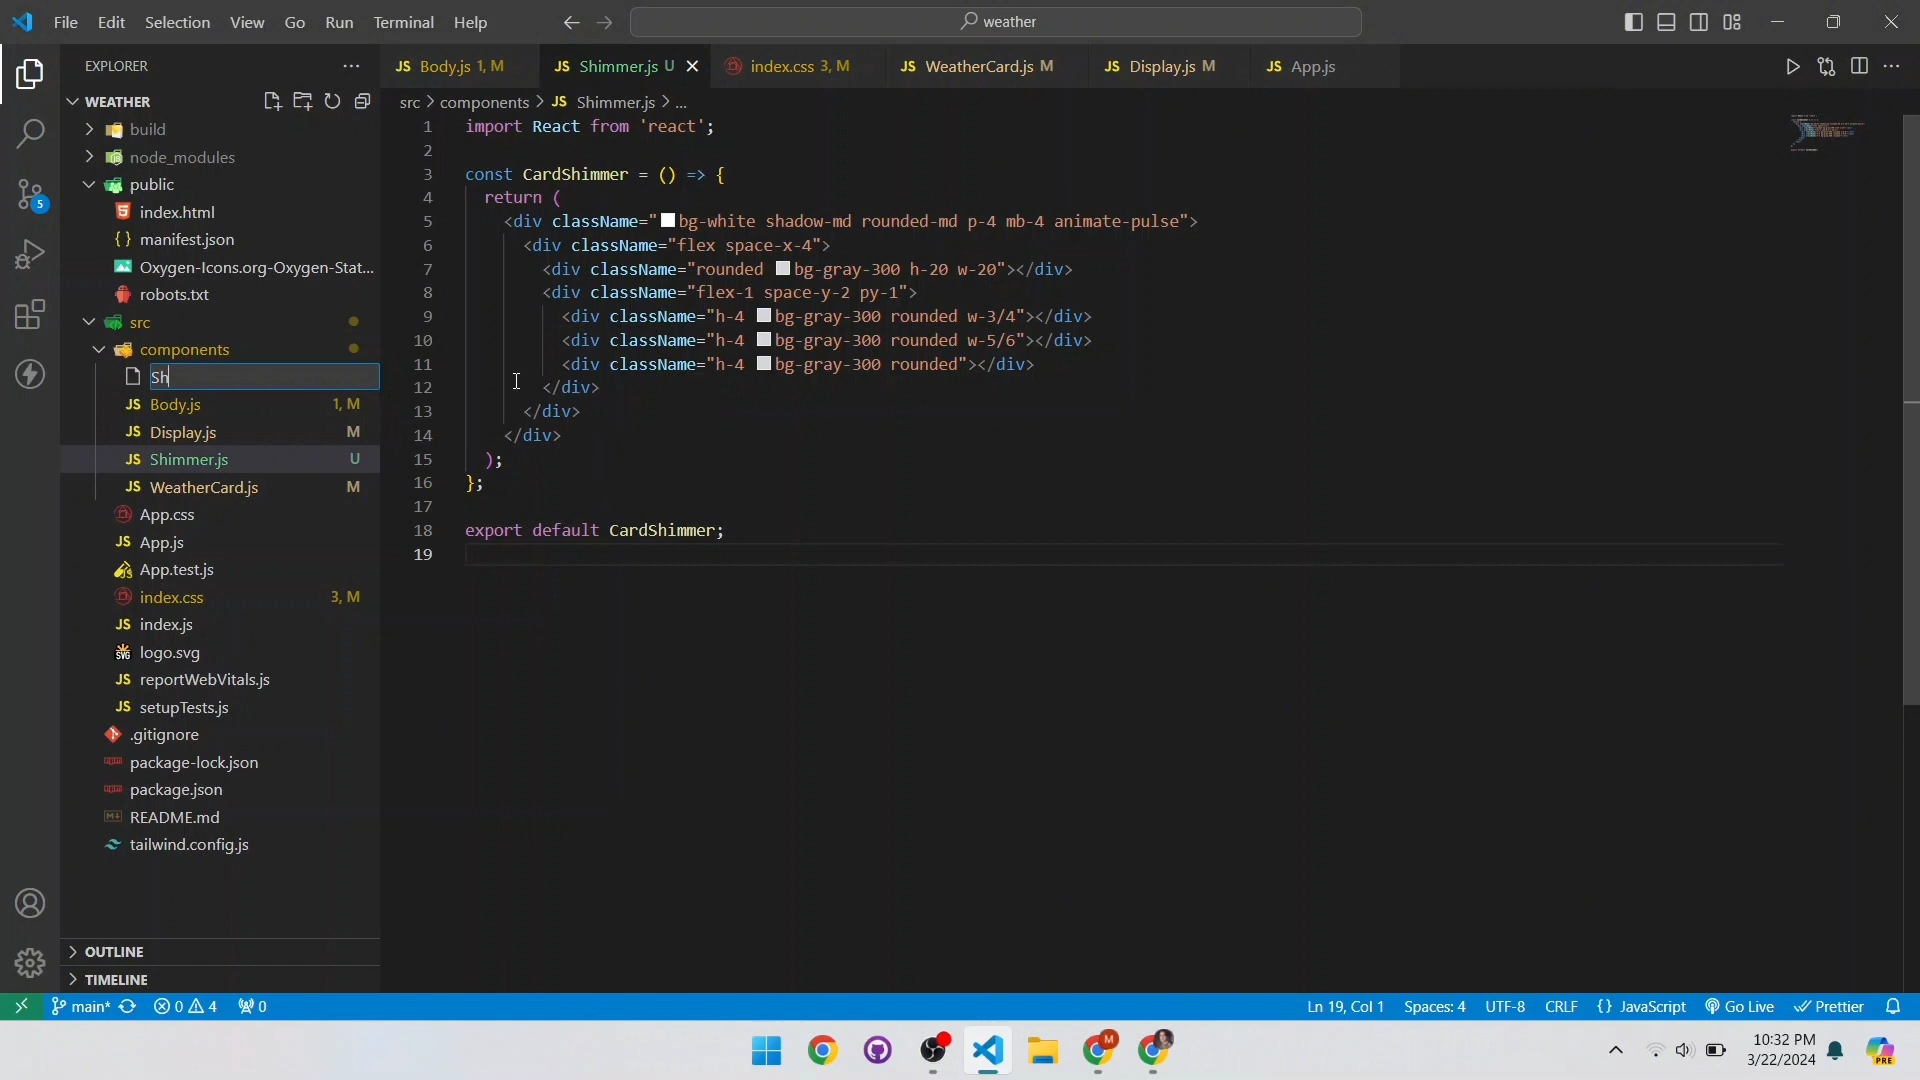 File Edit Selection View Go Run Terminal Help
weather
EXPLORER
WEATHER
build
node_modules
public
index.html
{} manifest.json
Oxygen-Icons.org-Oxygen-Stat...
robots.txt
src
components
Sh
JS Body.js 1, M
JS Display.js M
JS Shimmer.js U
JS WeatherCard.js M
App.css
JS App.js
App.test.js
index.css 3, M
JS index.js
SVG logo.svg
JS reportWebVitals.js
JS setupTests.js
.gitignore
package-lock.json
package.json
README.md
tailwind.config.js
OUTLINE
TIMELINE
5
JS Body.js 1, M JS Shimmer.js U index.css 3, M JS WeatherCard.js M JS Display.js M JS App.js
src > components > JS Shimmer.js > ...
1 import React from 'react';
2
3 const CardShimmer = () => {
4 return (
5 <div className="bg-white shadow-md rounded-md p-4 mb-4 animate-pulse">
6 <div className="flex space-x-4">
7 <div className="rounded bg-gray-300 h-20 w-20"></div>
8 <div className="flex-1 space-y-2 py-1">
9 <div className="h-4 bg-gray-300 rounded w-3/4"></div>
10 <div className="h-4 bg-gray-300 rounded w-5/6"></div>
11 <div className="h-4 bg-gray-300 rounded"></div>
12 </div>
13 </div>
14 </div>
15 );
16 };
17
18 export default CardShimmer;
19
main* 0 4 0 Ln 19, Col 1 Spaces: 4 UTF-8 CRLF {} JavaScript Go Live Prettier
M
10:32 PM
3/22/2024
PRE